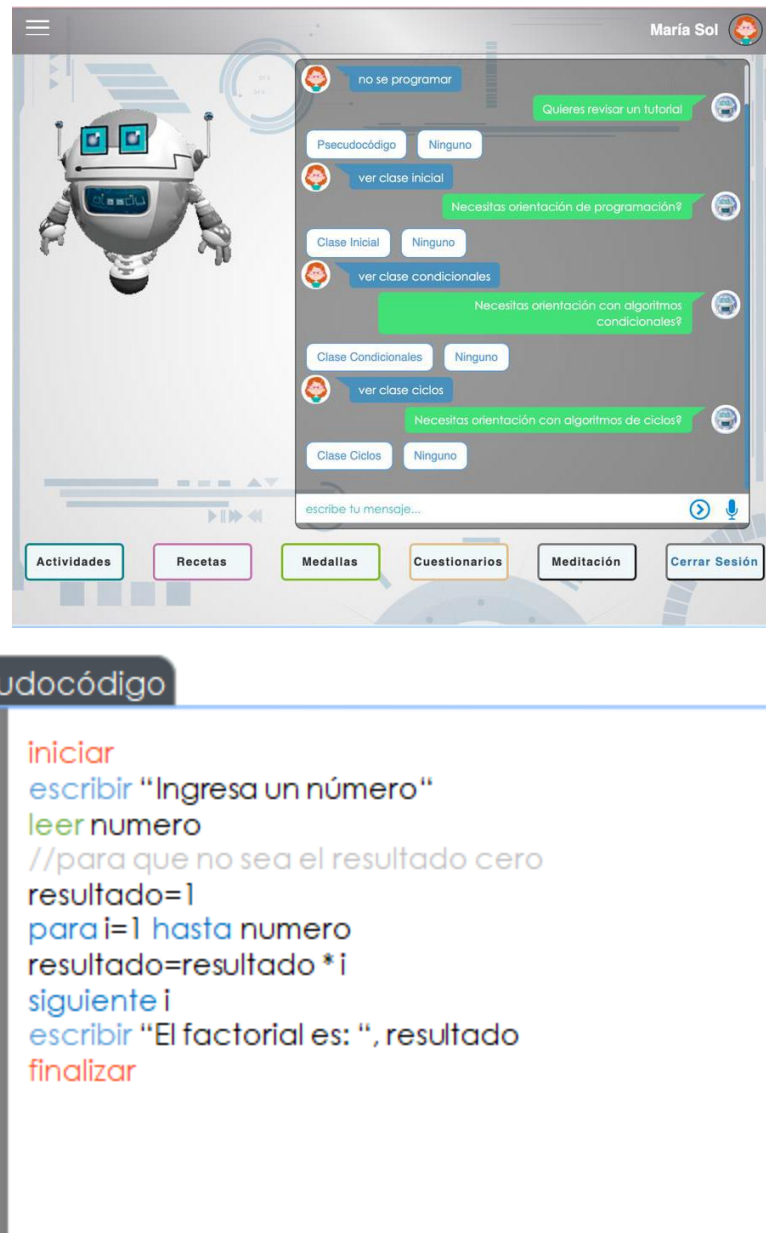 María Sol
no se programar
Quieres revisar un tutorial
Psecudocódigo Ninguno
ver clase inicial
Necesitas orientación de programación?
Clase Inicial Ninguno
ver clase condicionales
Necesitas orientación con algoritmos
condicionales?
Clase Condicionales Ninguno
ver clase ciclos
Necesitas orientación con algoritmos de ciclos?
Clase Ciclos Ninguno
escribe tu mensaje...
Actividades Recetas Medallas Cuestionarios Meditación Cerrar Sesión
udocódigo
iniciar
escribir “Ingresa un número“
leer numero
//para que no sea el resultado cero
resultado=1
para i=1 hasta numero
resultado=resultado * i
siguiente i
escribir “El factorial es: “, resultado
finalizar